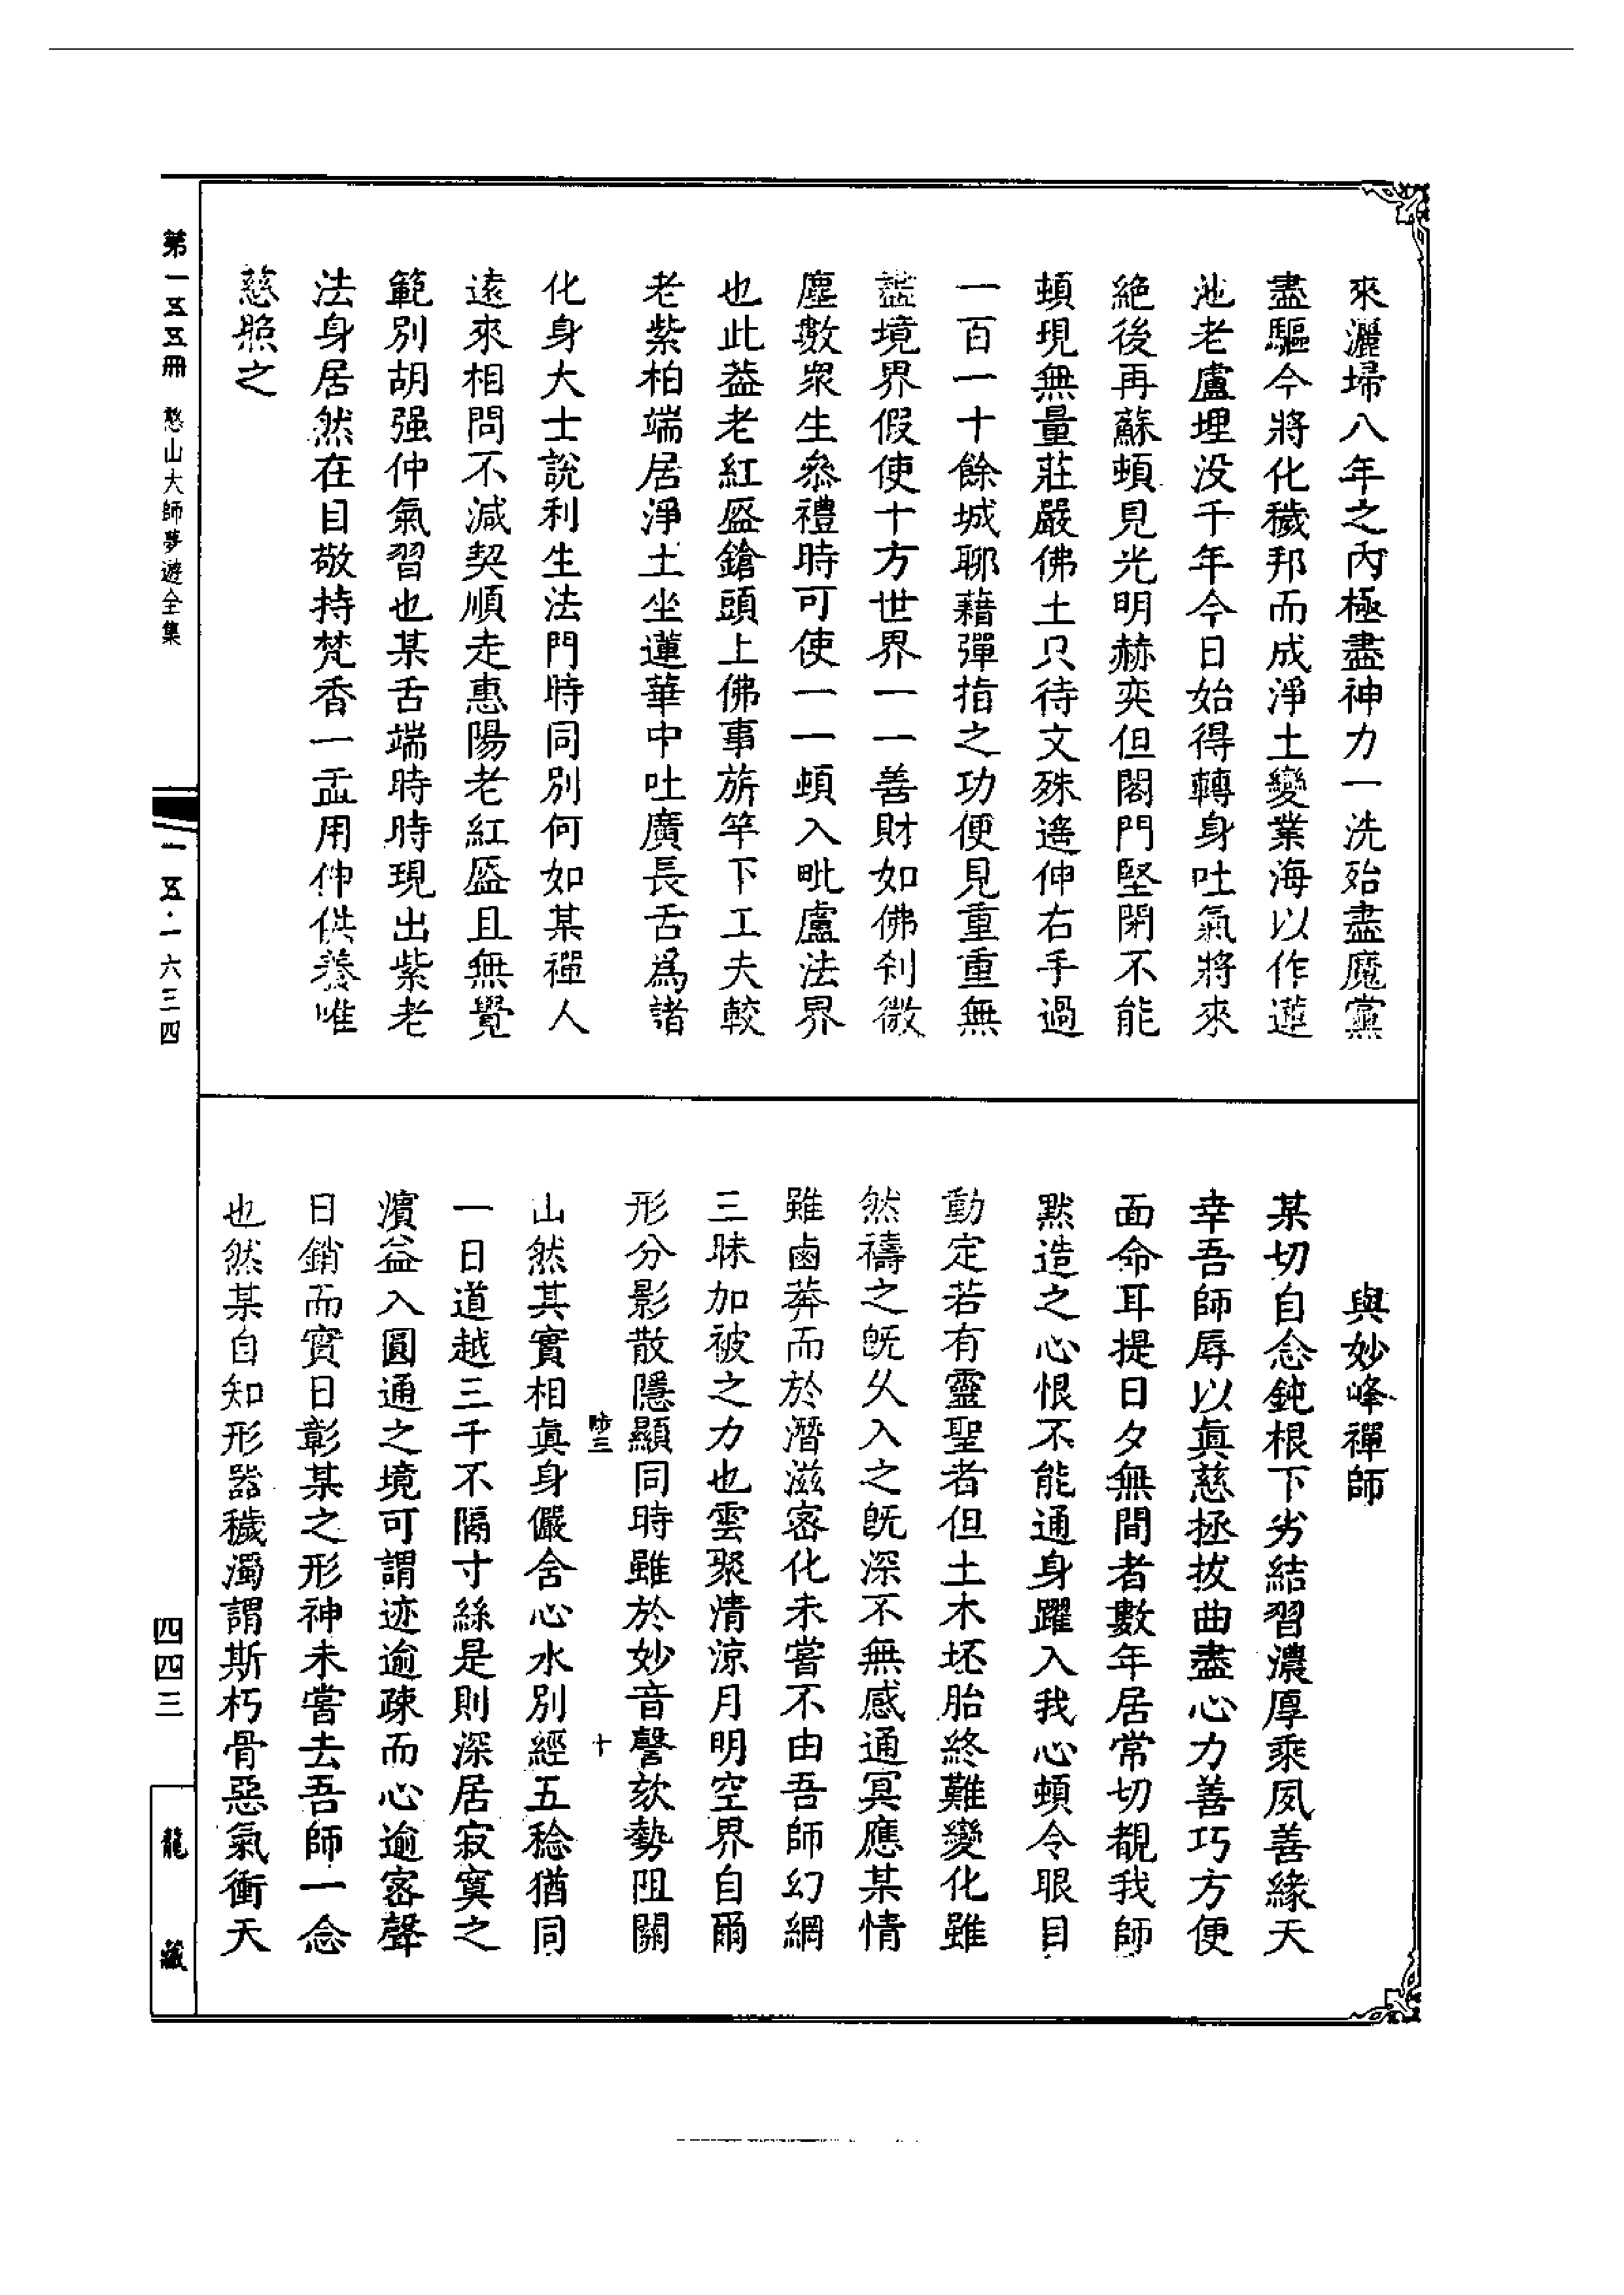 來灑埽八年之內極盡神力一洗殆盡魔黨
盡驅今將化穢邦而成淨土變業海以作蓮
池老盧埋没千年今日始得轉身吐氣將來
絕後再蘇頓見光明赫奕但閣門堅閉不能
頓現無量莊嚴佛土只待文殊遙伸右手過
一百一十餘城聊藉彈指之功便見重重無
盡境界假使十方世界一一善財如佛刹微
塵數衆生叅禮時可使一一頓入毗盧法界
也此葢老紅盔鎗頭上佛事旂竿下工夫較
老紫柏端居淨土坐蓮華中吐廣長舌爲諸
化身大士說利生法門時同別何如某禪人
遠來相問不減契順走惠陽老紅盔且無覺
範別胡强仲氣習也某舌端時時現出紫老
法身居然在目敬持梵香一盂用伸供養唯
慈照之
與妙峰禪師
某切自念鈍根下劣結習濃厚乘夙善緣天
幸吾師辱以眞慈拯拔曲盡心力善巧方便
面命耳提日夕無間者數年居常切覩我師
點造之心恨不能通身躍入我心頓令眼目
動定若有靈聖者但土木坯胎終難變化雖
然禱之旣久入之旣深不無感通冥應某情
雖鹵莽而於潛滋密化未嘗不由吾師幻網
三昧加被之力也雲聚清涼月明空界自爾
形分影散隱顯同時雖於妙音謦欬勢阻關
山然其實相眞身儼含心水別經五稔猶同
一日道越三千不隔寸絲是則深居寂寞之
濱益入圓通之境可謂迹逾疎而心逾密聲
日銷而實日彰某之形神未嘗去吾師一念
也然某自知形器穢濁謂斯朽骨惡氣衝天
三
十
第一五五冊 憨山大師夢遊全集
一五·一六三四
四四三
龍藏